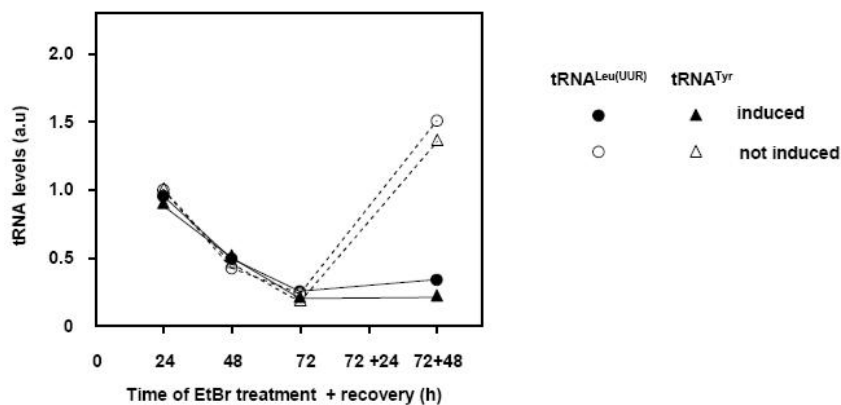 2.0
1.5
1.0
0.5
0
tRNA levels (a.u)
0 24 48 72 72 +24 72+48
Time of EtBr treatment + recovery (h)
tRNALeu(UUR) tRNATyr
induced
not induced